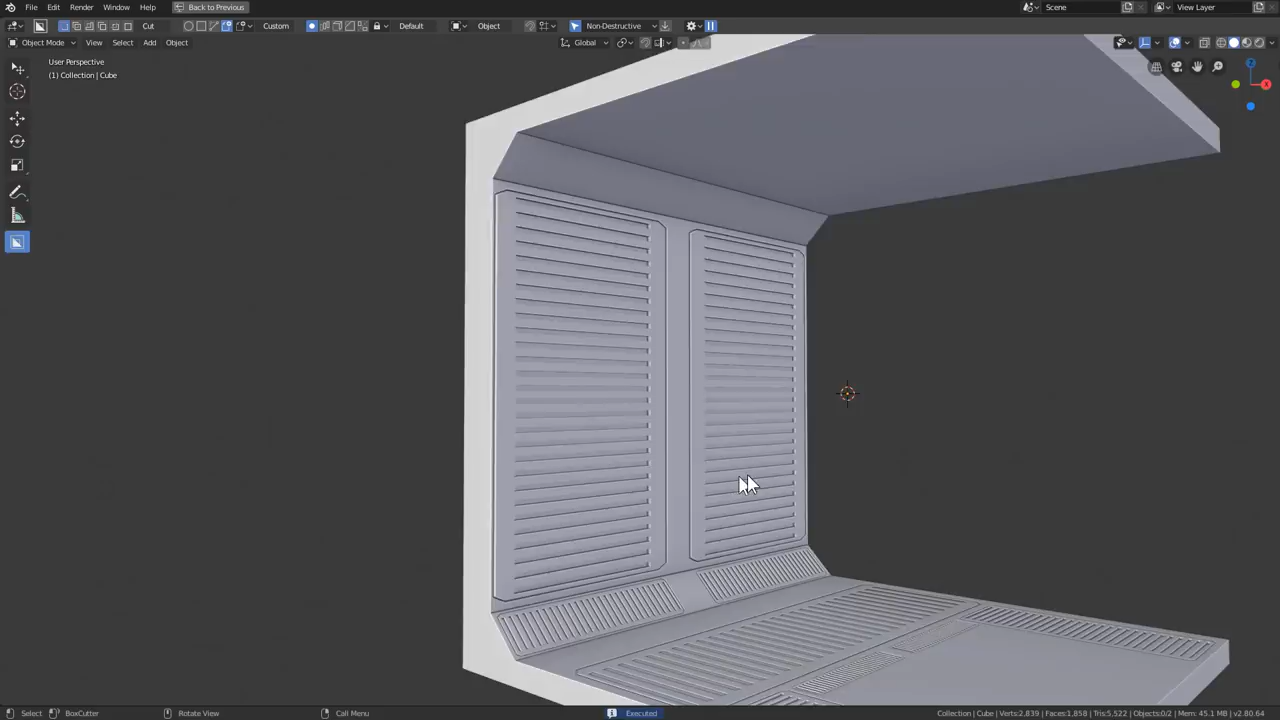 File Edit Render Window Help Back to Previous Scene View Layer
Cut Custom Default Object Non-Destructive
Object Mode View Select Add Object Global
User Perspective
(1) Collection | Cube
Z
X
Select BoxCutter Rotate View Call Menu Executed Collection | Cube | Verts:2,839 | Faces:1,858 | Tris:5,522 | Objects:0/2 | Mem: 45.1 MB | v2.80.64